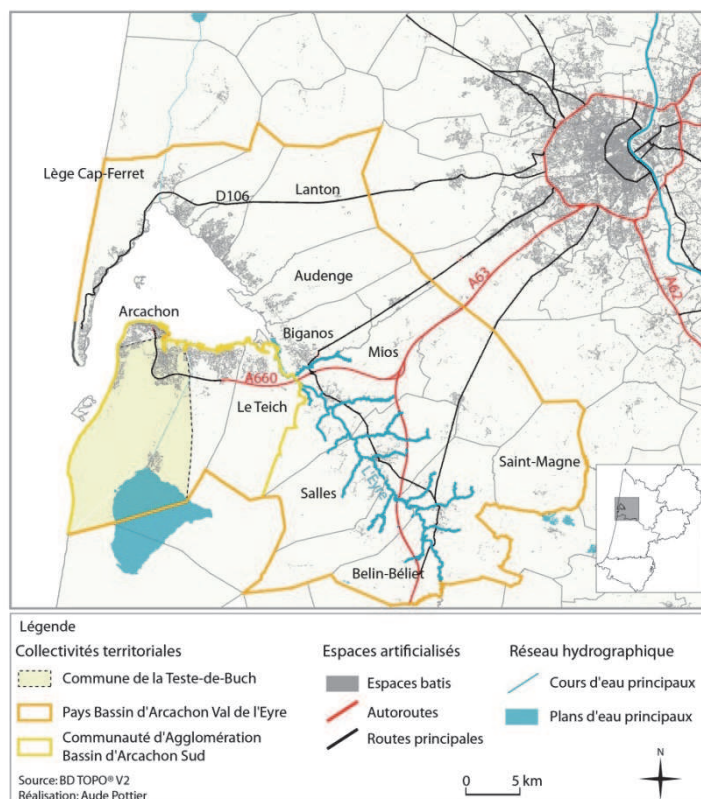 Lège Cap-Ferret
D106
Lanton
Audenge
A63
A62
Arcachon
Biganos
Mios
A660
Le Teich
Saint-Magne
Salles
L'Eyre
Belin-Béliet
Légende
Collectivités territoriales
Commune de la Teste-de-Buch
Pays Bassin d'Arcachon Val de l'Eyre
Communauté d'Agglomération
Bassin d'Arcachon Sud
Espaces artificialisés
Espaces batis
Autoroutes
Routes principales
Réseau hydrographique
Cours d'eau principaux
Plans d'eau principaux
Source: BD TOPO® V2
Réalisation: Aude Pottier
0 5 km
N